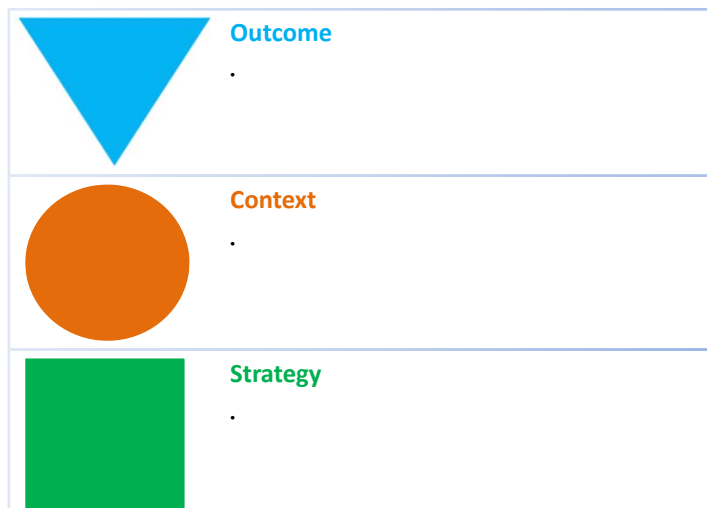 Outcome
.
Context
.
Strategy
.